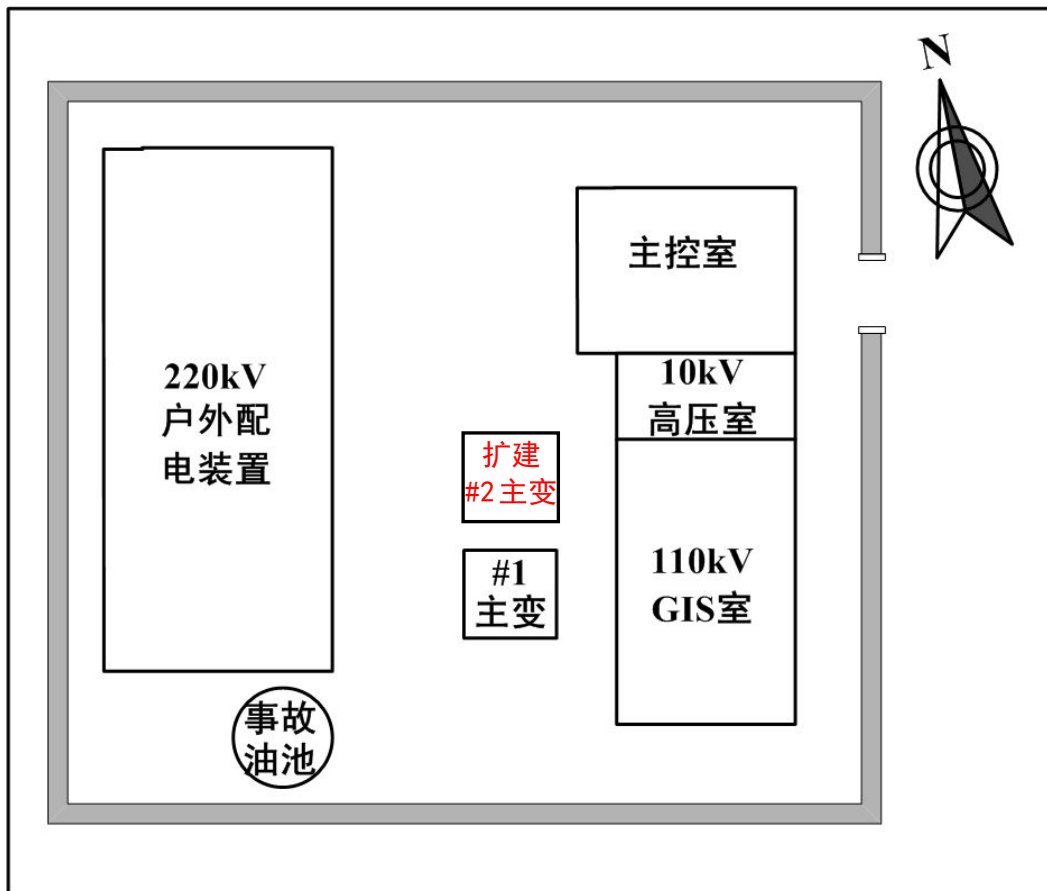 N
主控室
220kV
户外配
电装置
10kV
高压室
扩建
#2主变
#1
主变
110kV
GIS室
事故
油池